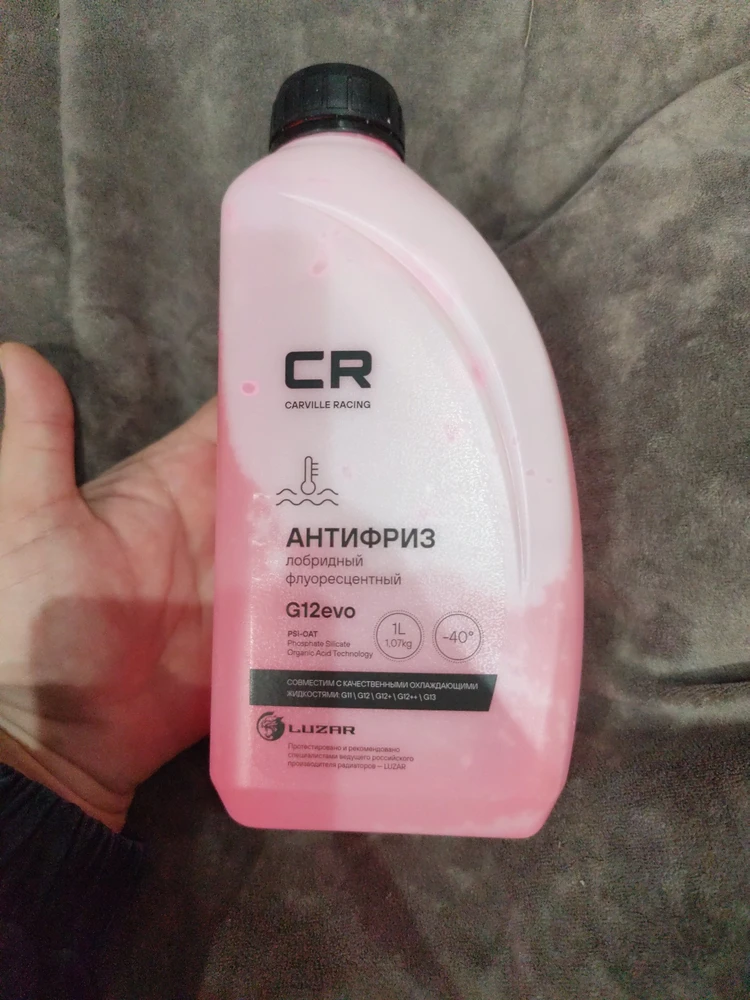 CR
CARVILLE RACING
АНТИФРИЗ
лобридный
флуоресцентный
G12evo
PSi-OAT
Phosphate Silicate
Organic Acid Technology
1L
1,07kg
-40°
СОВМЕСТИМ С КАЧЕСТВЕННЫМИ ОХЛАЖДАЮЩИМИ
ЖИДКОСТЯМИ: G11 \ G12 \ G12+ \ G12++ \ G13
LUZAR
Протестировано и рекомендовано
специалистами ведущего российского
производителя радиаторов — LUZAR